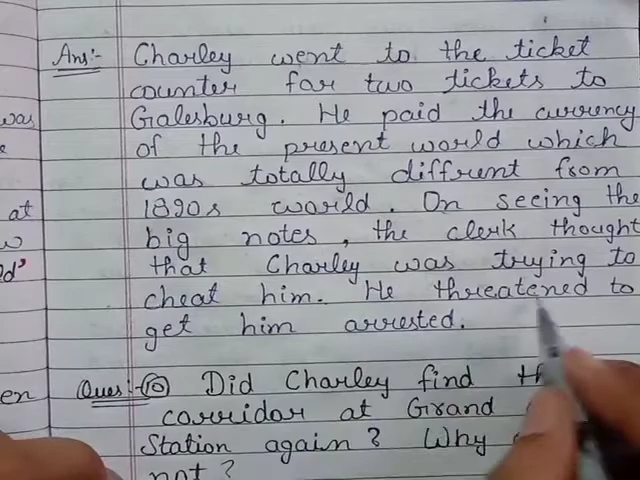 Ans:- Charley went to the ticket
counter for two tickets to
Galesburg. He paid the currency
of the present world which
was totally diffrent from
1890s world. On seeing the
big notes, the clerk thought
that Charley was trying to
cheat him. He threatened to
get him arrested.
Ques:-(10) Did Charley find
corridor at Grand
Station again? Why
not?
was
at
en